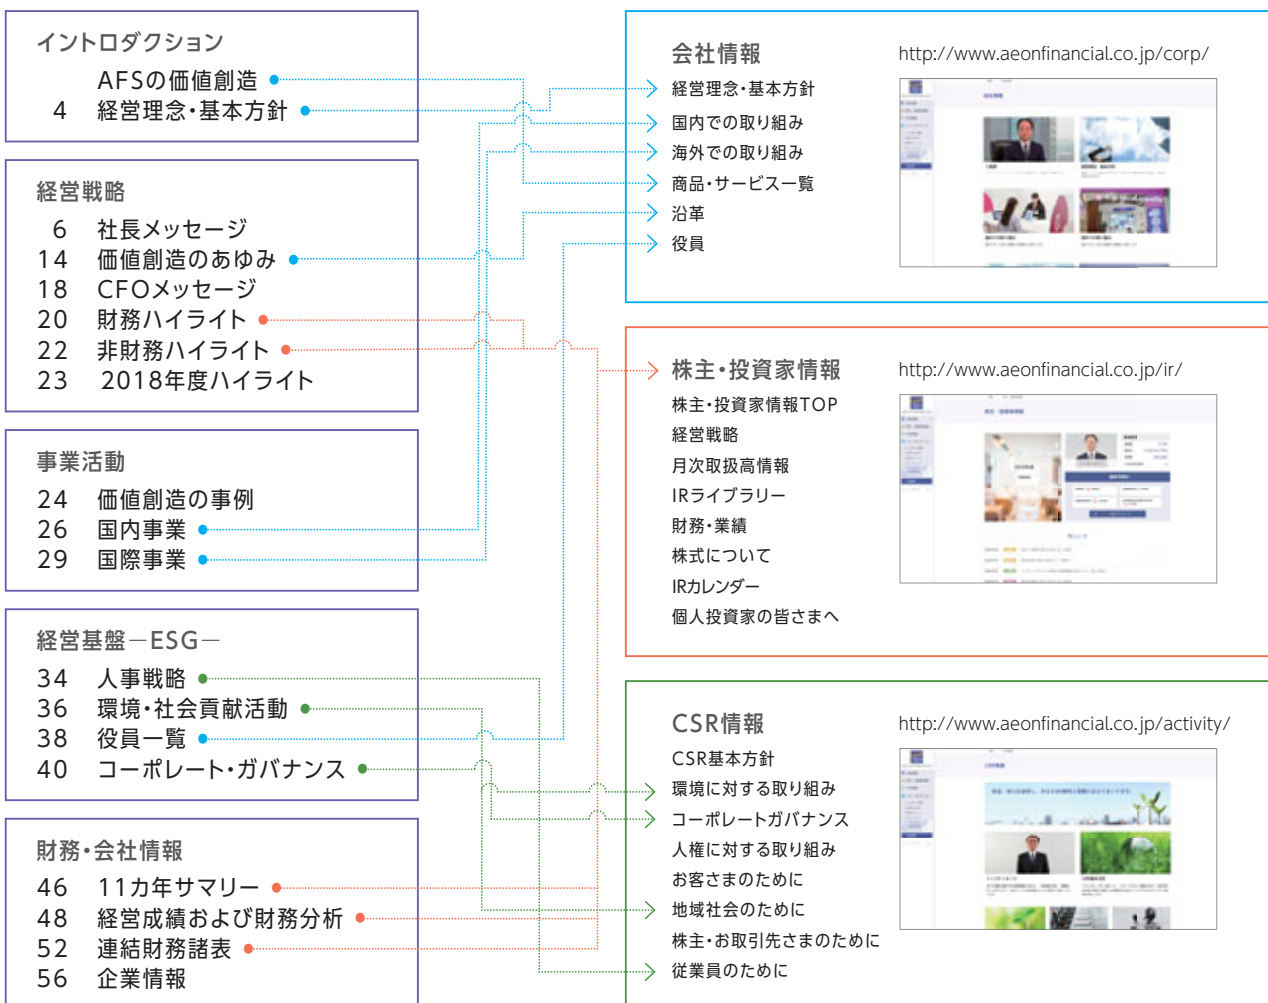 イントロダクション
AFSの価値創造
4 経営理念・基本方針
経営戦略
6 社長メッセージ
14 価値創造のあゆみ
18 CFOメッセージ
20 財務ハイライト
22 非財務ハイライト
23 2018年度ハイライト
事業活動
24 価値創造の事例
26 国内事業
29 国際事業
経営基盤－ESG－
34 人事戦略
36 環境・社会貢献活動
38 役員一覧
40 コーポレート・ガバナンス
財務・会社情報
46 11カ年サマリー
48 経営成績および財務分析
52 連結財務諸表
56 企業情報
会社情報 http://www.aeonfinancial.co.jp/corp/
経営理念・基本方針
国内での取り組み
海外での取り組み
商品・サービス一覧
沿革
役員
株主・投資家情報 http://www.aeonfinancial.co.jp/ir/
株主・投資家情報TOP
経営戦略
月次取扱高情報
IRライブラリー
財務・業績
株式について
IRカレンダー
個人投資家の皆さまへ
CSR情報 http://www.aeonfinancial.co.jp/activity/
CSR基本方針
環境に対する取り組み
コーポレートガバナンス
人権に対する取り組み
お客さまのために
地域社会のために
株主・お取引先さまのために
従業員のために